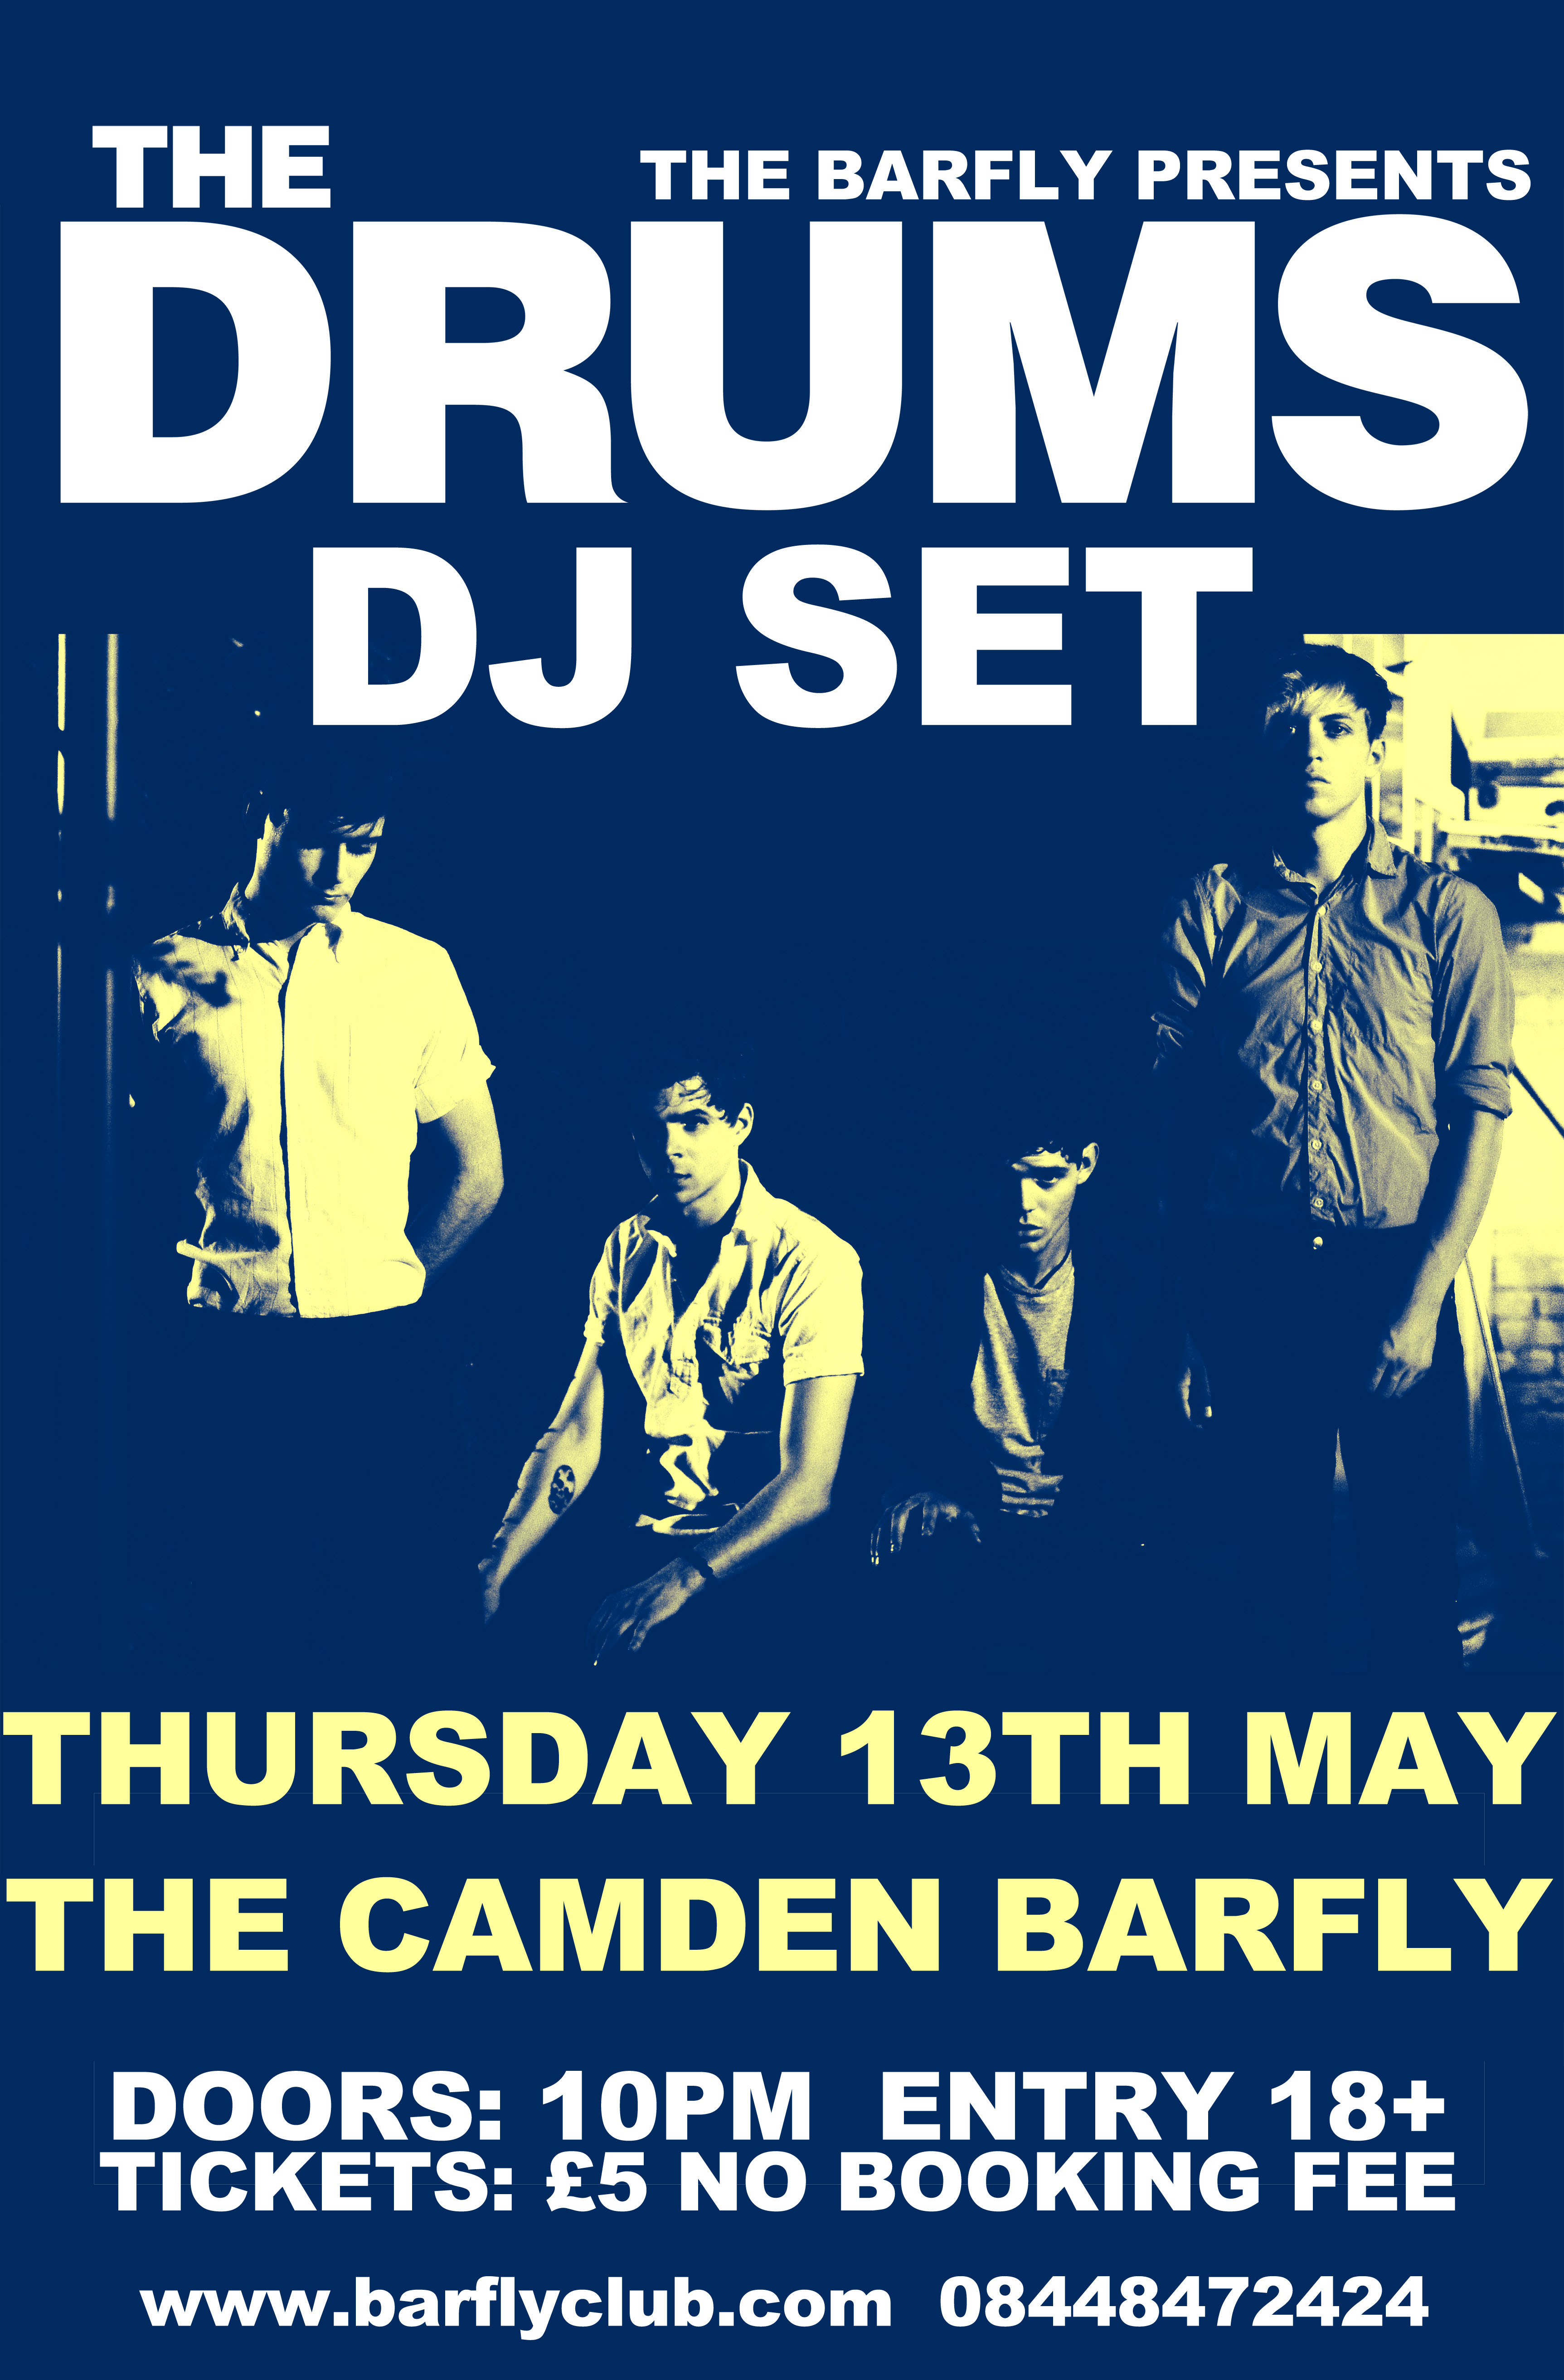 THE
THE BARFLY PRESENTS
DRUMS
DJ SET
THURSDAY 13TH MAY
THE CAMDEN BARFLY
DOORS: 10PM ENTRY 18+
TICKETS: £5 NO BOOKING FEE
www.barflyclub.com 08448472424